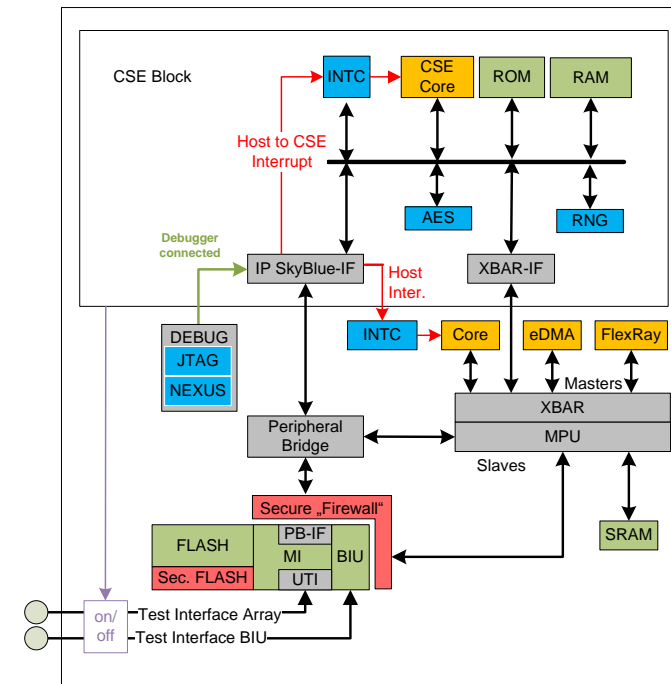 CSE Block
INTC
CSE
Core
ROM
RAM
Host to CSE
Interrupt
AES
RNG
Debugger
connected
IP SkyBlue-IF
XBAR-IF
Host
Inter.
DEBUG
JTAG
NEXUS
INTC
Core
eDMA
FlexRay
Masters
XBAR
MPU
Peripheral
Bridge
Slaves
Secure „Firewall“
SRAM
FLASH
PB-IF
MI
BIU
Sec. FLASH
UTI
on/
off
Test Interface Array
Test Interface BIU